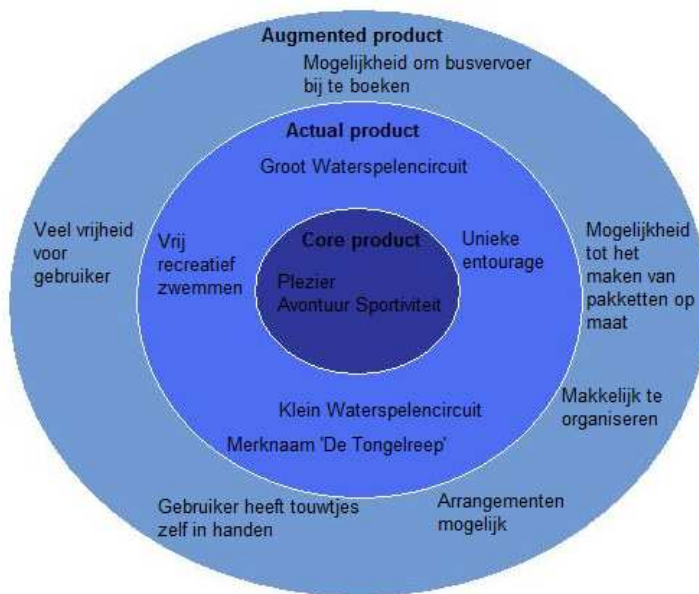 Augmented product
Mogelijkheid om busvervoer
bij te boeken
Actual product
Groot Waterspelencircuit
Veel vrijheid
voor
gebruiker
Vrij
recreatief
zwemmen
Core product
Plezier
Avontuur Sportiviteit
Unieke
entourage
Mogelijkheid
tot het
maken van
pakketten op
maat
Klein Waterspelencircuit
Merknaam 'De Tongelreep'
Makkelijk te
organiseren
Gebruiker heeft touwtjes
zelf in handen
Arrangementen
mogelijk